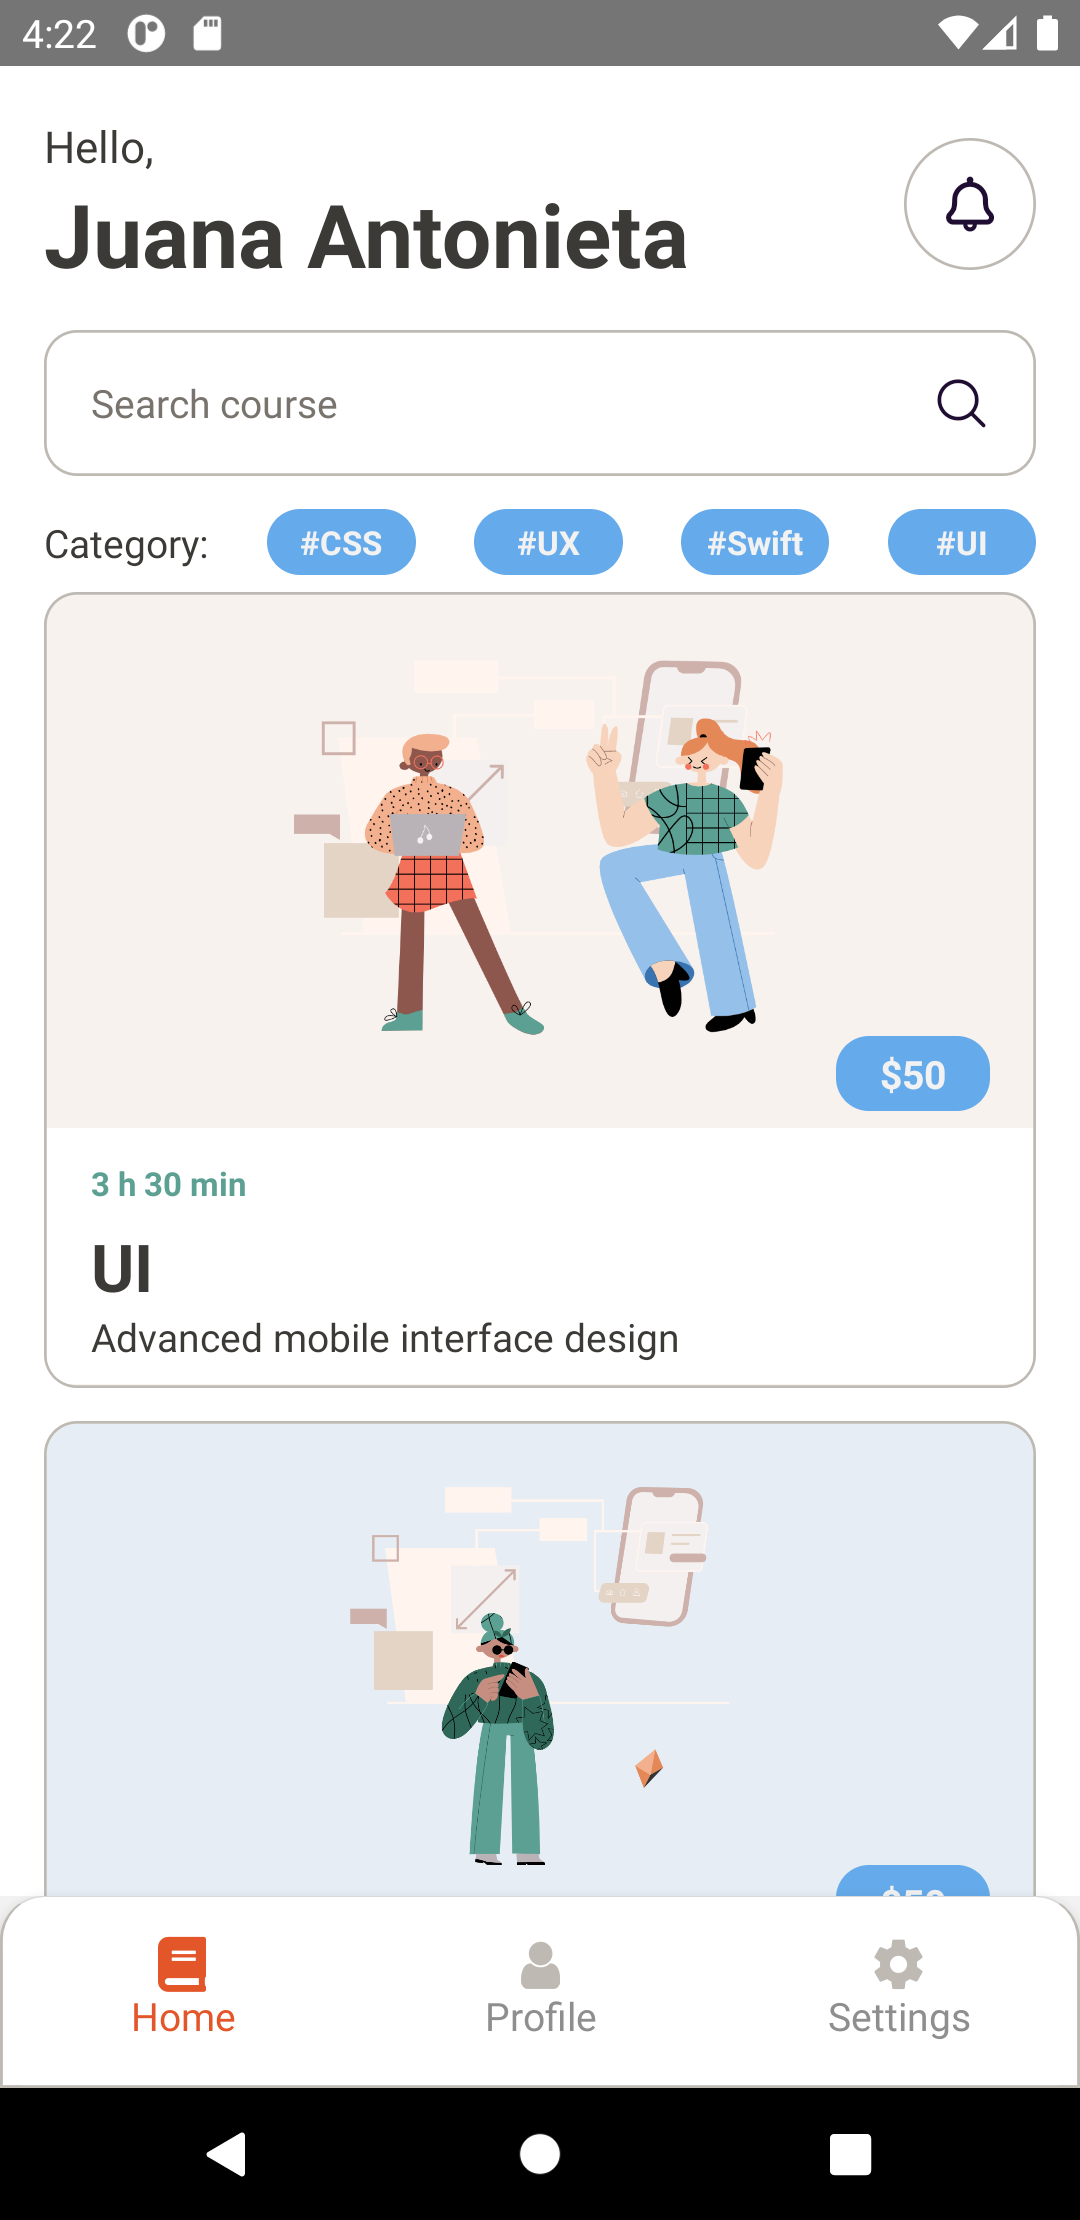 4:22
Hello,
Juana Antonieta
Search course
Category: #CSS #UX #Swift #UI
$50
3 h 30 min
UI
Advanced mobile interface design
Home Profile Settings